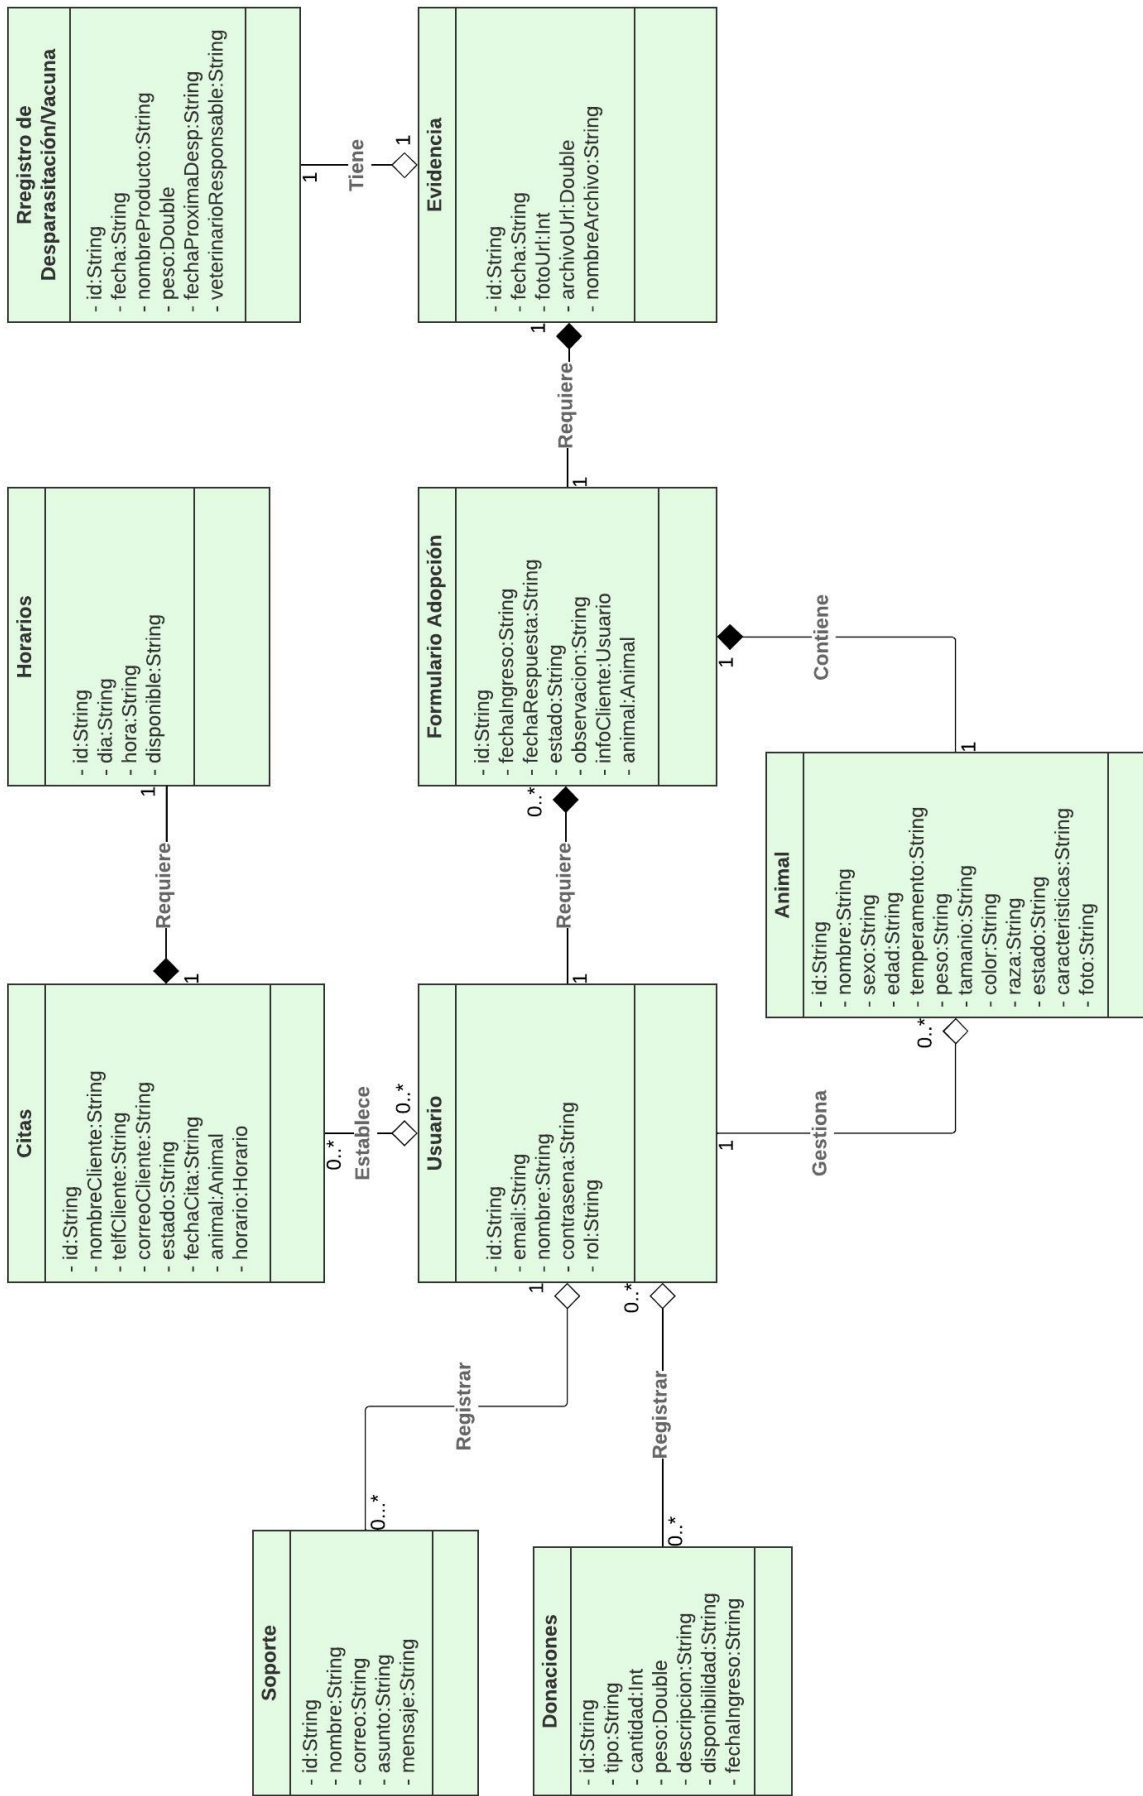 Citas
- id:String
- nombreCliente:String
- telfCliente:String
- correoCliente:String
- estado:String
- fechaCita:String
- animal:Animal
- horario:Horario
1
Requiere
1
Horarios
- id:String
- dia:String
- hora:String
- disponible:String
Rregistro de
Desparasitación/Vacuna
- id:String
- fecha:String
- nombreProducto:String
- peso:Double
- fechaProximaDesp:String
- veterinarioResponsable:String
0..*
Establece
0..*
1
Tiene
1
Soporte
- id:String
- nombre:String
- correo:String
- asunto:String
- mensaje:String
0...*
Registrar
1
Usuario
- id:String
- email:String
- nombre:String
- contrasena:String
- rol:String
1
Requiere
0..*
Formulario Adopción
- id:String
- fechaIngreso:String
- fechaRespuesta:String
- estado:String
- observacion:String
- infoCliente:Usuario
- animal:Animal
1
Requiere
1
Evidencia
- id:String
- fecha:String
- fotoUrl:Int
- archivoUrl:Double
- nombreArchivo:String
Donaciones
- id:String
- tipo:String
- cantidad:Int
- peso:Double
- descripcion:String
- disponibilidad:String
- fechaIngreso:String
0..*
Registrar
0..*
1
Gestiona
0..*
Animal
- id:String
- nombre:String
- sexo:String
- edad:String
- temperamento:String
- peso:String
- tamanio:String
- color:String
- raza:String
- estado:String
- caracteristicas:String
- foto:String
1
Contiene
1